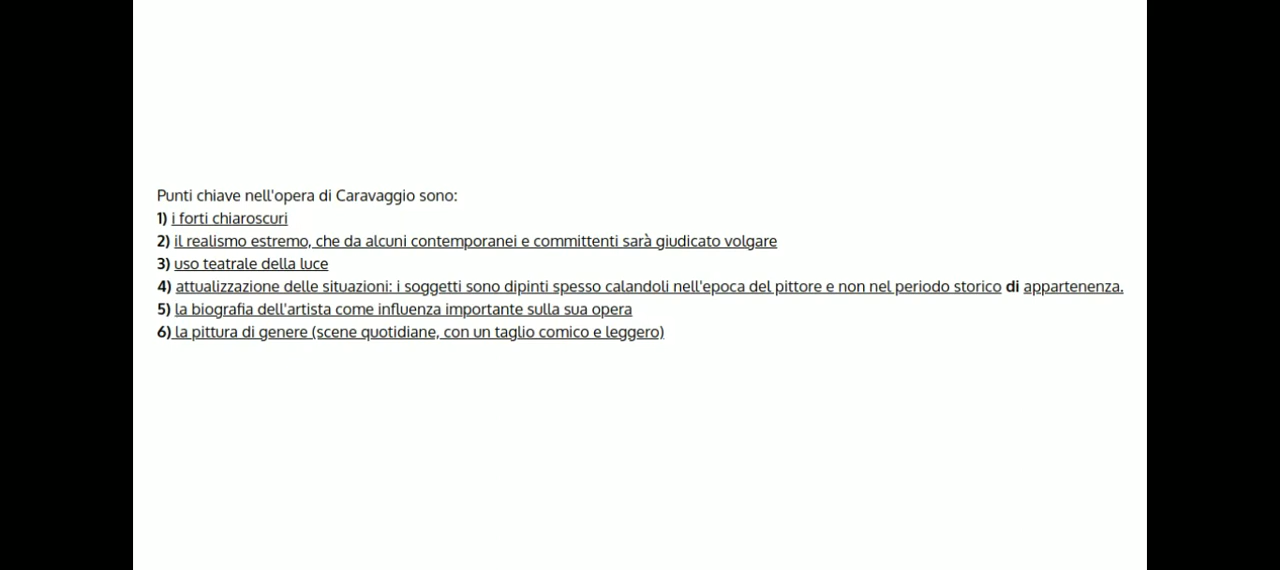 Punti chiave nell'opera di Caravaggio sono:
1) i forti chiaroscuri
2) il realismo estremo, che da alcuni contemporanei e committenti sarà giudicato volgare
3) uso teatrale della luce
4) attualizzazione delle situazioni: i soggetti sono dipinti spesso calandoli nell'epoca del pittore e non nel periodo storico di appartenenza.
5) la biografia dell'artista come influenza importante sulla sua opera
6) la pittura di genere (scene quotidiane, con un taglio comico e leggero)